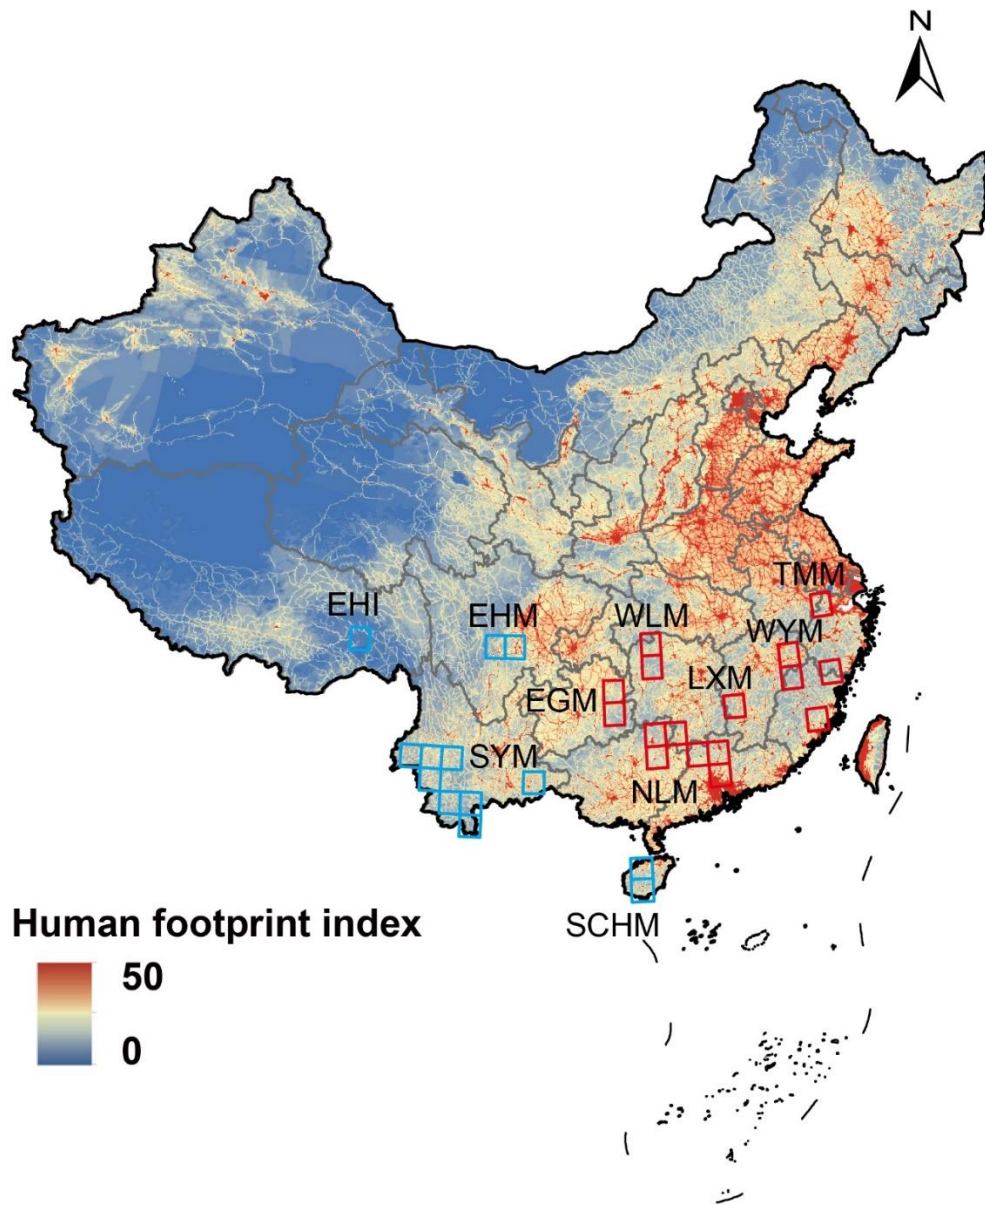 N
TMM
EHI
EHM
WLM
WYM
EGM
LXM
SYM
NLM
SCHM
Human footprint index
50
0